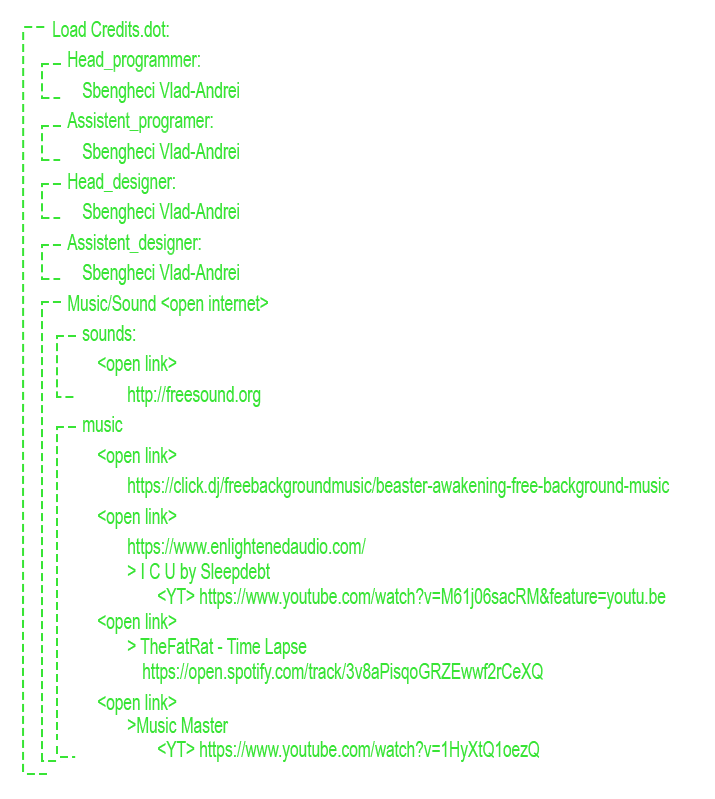 Load Credits.dot:
Head_programmer:
Sbengheci Vlad-Andrei
Assistent_programer:
Sbengheci Vlad-Andrei
Head_designer:
Sbengheci Vlad-Andrei
Assistent_designer:
Sbengheci Vlad-Andrei
Music/Sound <open internet>
sounds:
<open link>
http://freesound.org
music
<open link>
https://click.dj/freebackgroundmusic/beaster-awakening-free-background-music
<open link>
https://www.enlightenedaudio.com/
> I C U by Sleepdebt
<YT> https://www.youtube.com/watch?v=M61j06sacRM&feature=youtu.be
<open link>
> TheFatRat - Time Lapse
https://open.spotify.com/track/3v8aPisqoGRZEwwf2rCeXQ
<open link>
>Music Master
<YT> https://www.youtube.com/watch?v=1HyXtQ1oezQ